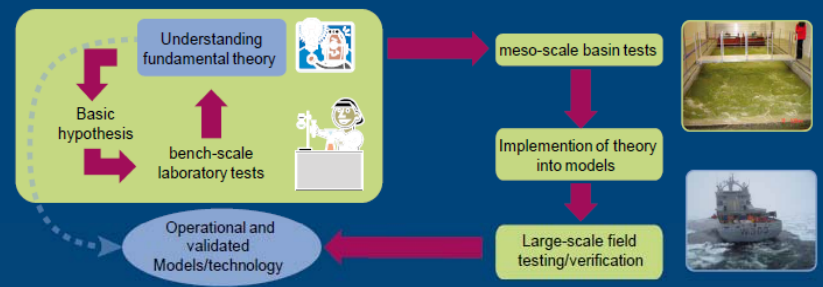 Understanding
fundamental theory
Basic
hypothesis
bench-scale
laboratory tests
meso-scale basin tests
Implemention of theory
into models
Large-scale field
testing/verification
Operational and
validated
Models/technology